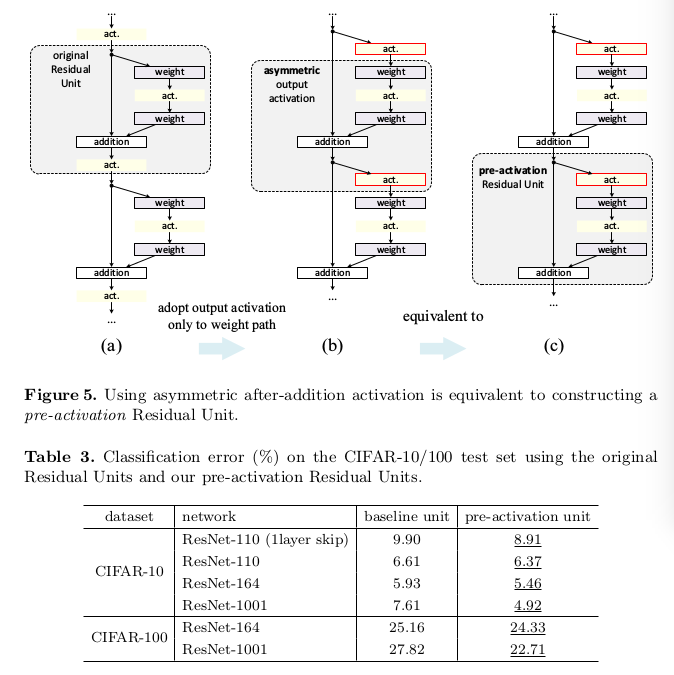 ...
act.
original
Residual
Unit
weight
act.
weight
addition
act.
weight
act.
weight
addition
act.
...
(a)
adopt output activation
only to weight path
...
act.
asymmetric
output
activation
weight
act.
weight
addition
act.
weight
act.
weight
addition
...
(b)
equivalent to
...
act.
weight
act.
weight
addition
pre-activation
Residual Unit
act.
weight
act.
weight
addition
...
(c)
Figure 5. Using asymmetric after-addition activation is equivalent to constructing a
pre-activation Residual Unit.
Table 3. Classification error (%) on the CIFAR-10/100 test set using the original
Residual Units and our pre-activation Residual Units.
dataset network baseline unit pre-activation unit
CIFAR-10
ResNet-110 (1layer skip) 9.90 8.91
ResNet-110 6.61 6.37
ResNet-164 5.93 5.46
ResNet-1001 7.61 4.92
CIFAR-100
ResNet-164 25.16 24.33
ResNet-1001 27.82 22.71